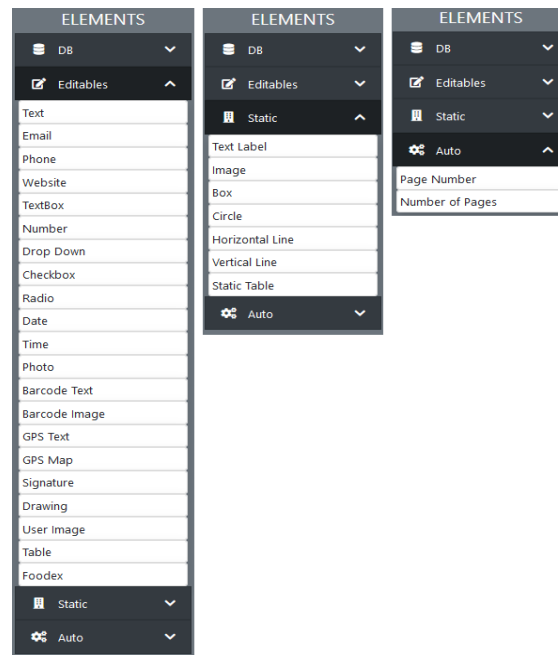 ELEMENTS
DB
Editables
Text
Email
Phone
Website
TextBox
Number
Drop Down
Checkbox
Radio
Date
Time
Photo
Barcode Text
Barcode Image
GPS Text
GPS Map
Signature
Drawing
User Image
Table
Foodex
Static
Auto
ELEMENTS
DB
Editables
Static
Text Label
Image
Box
Circle
Horizontal Line
Vertical Line
Static Table
Auto
ELEMENTS
DB
Editables
Static
Auto
Page Number
Number of Pages